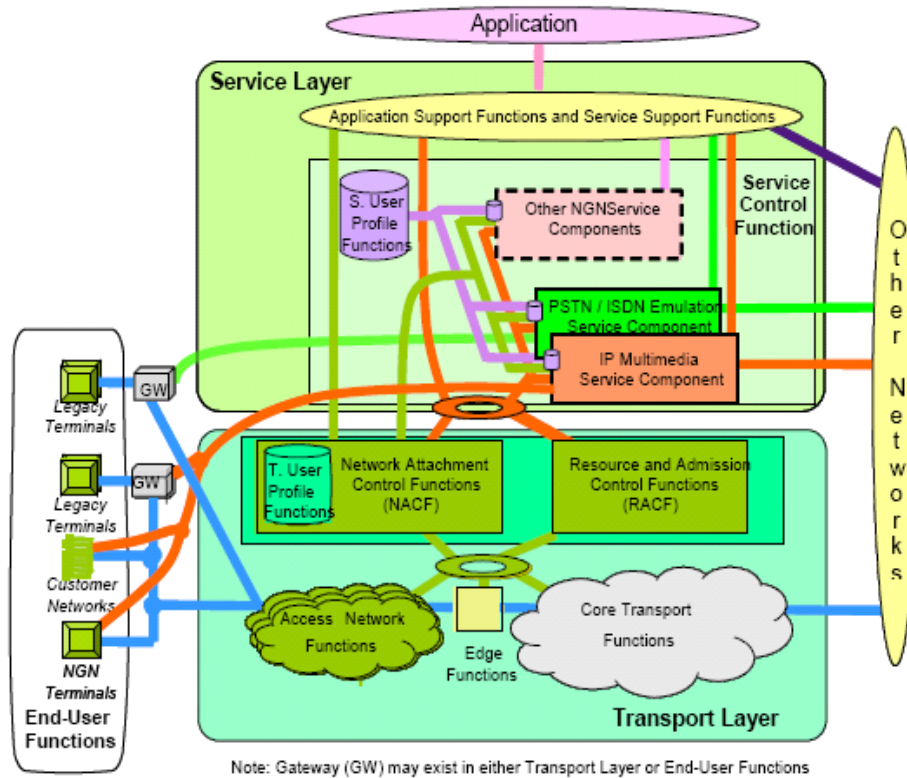 Application
Service Layer
Application Support Functions and Service Support Functions
S. User
Profile
Functions
Other NGNService
Components
Service
Control
Function
PSTN / ISDN Emulation
Service Component
IP Multimedia
Service Component
Other Networks
GW
Legacy
Terminals
GW
Legacy
Terminals
Customer
Networks
NGN
Terminals
End-User
Functions
T. User
Profile
Functions
Network Attachment
Control Functions
(NACF)
Resource and Admission
Control Functions
(RACF)
Access Network
Functions
Edge
Functions
Core Transport
Functions
Transport Layer
Note: Gateway (GW) may exist in either Transport Layer or End-User Functions